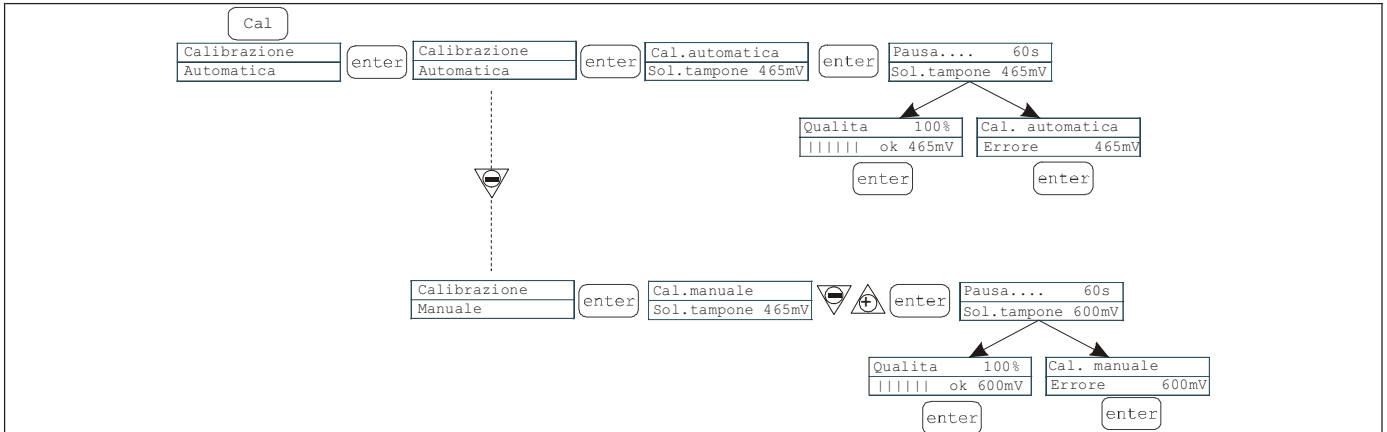 Cal
Calibrazione
Automatica
enter
Calibrazione
Automatica
enter
Cal.automatica
Sol.tampone 465mV
enter
Pausa.... 60s
Sol.tampone 465mV
Qualita 100%
|||||| ok 465mV
enter
Cal. automatica
Errore 465mV
enter
Calibrazione
Manuale
enter
Cal.manuale
Sol.tampone 465mV
enter
Pausa.... 60s
Sol.tampone 600mV
Qualita 100%
|||||| ok 600mV
enter
Cal. manuale
Errore 600mV
enter